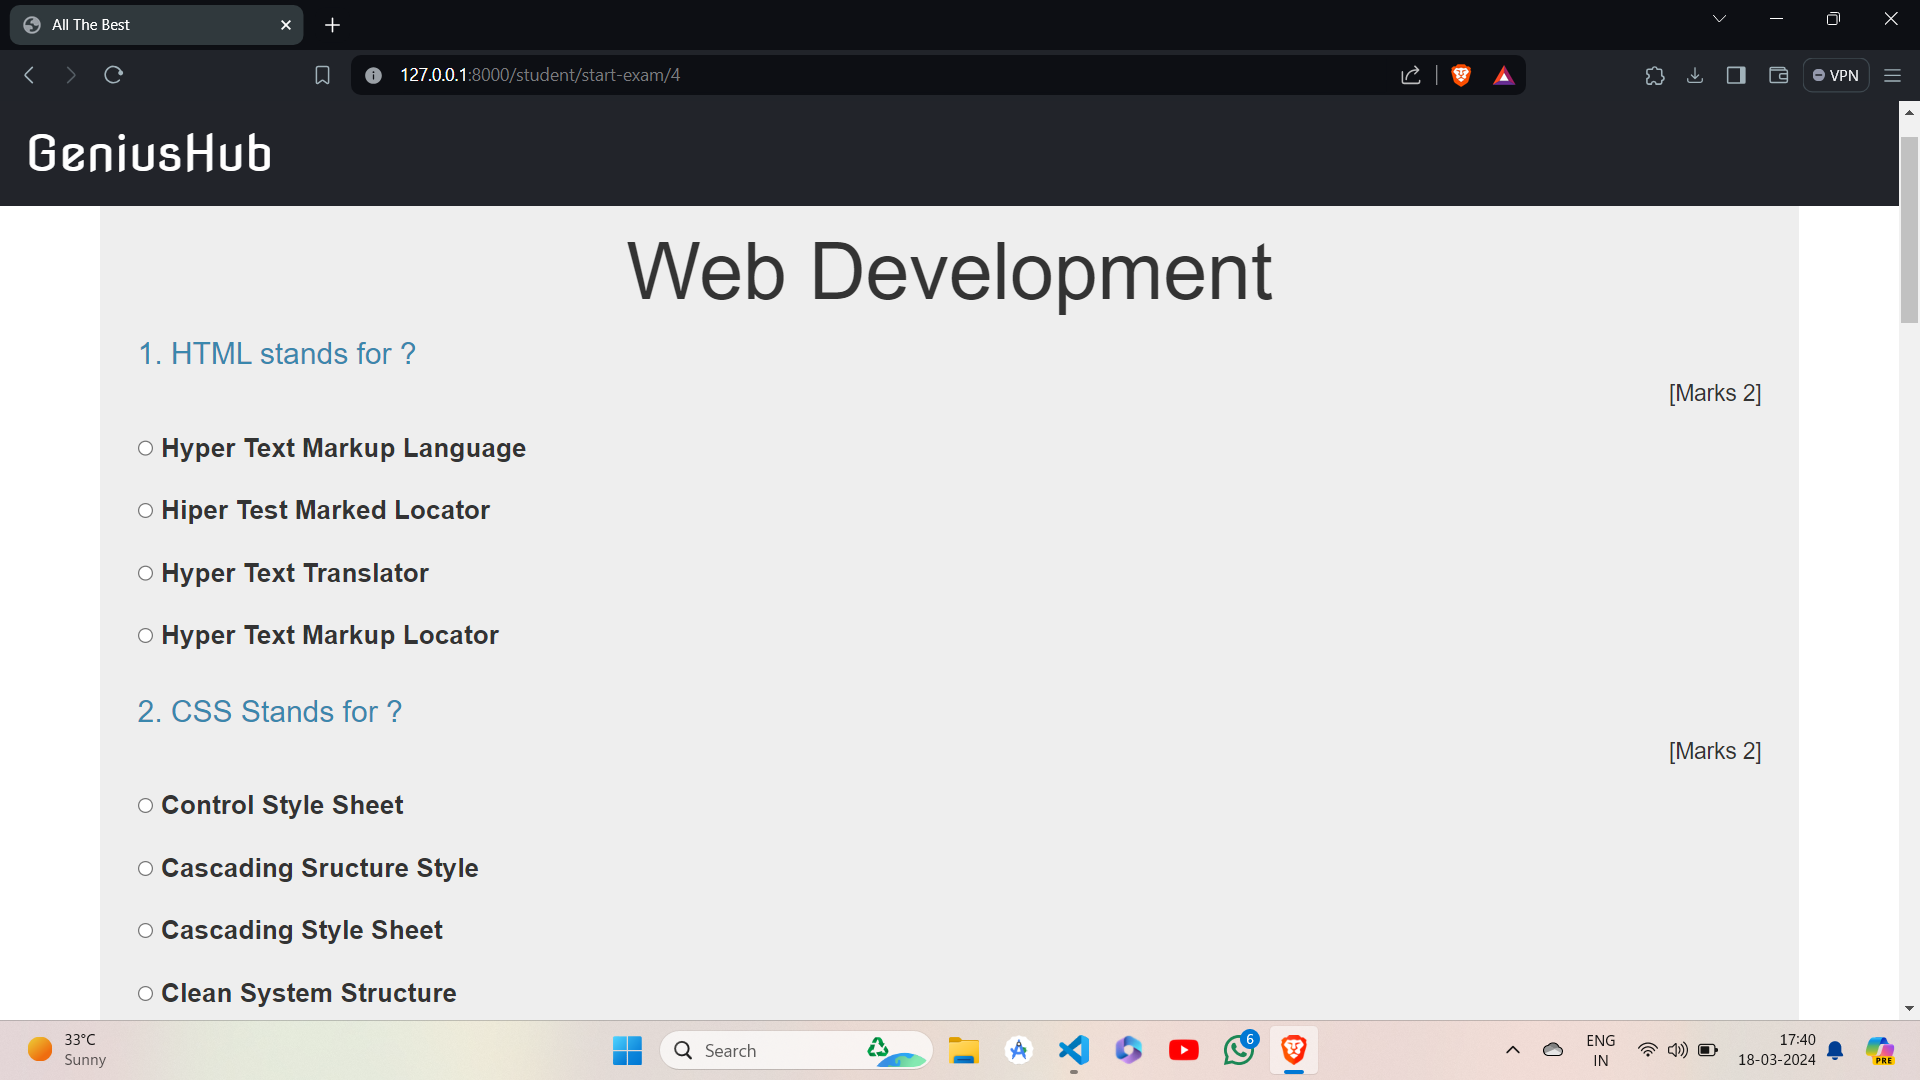 All The Best
127.0.0.1:8000/student/start-exam/4
VPN
GeniusHub
Web Development
1. HTML stands for ?
[Marks 2]
Hyper Text Markup Language
Hiper Test Marked Locator
Hyper Text Translator
Hyper Text Markup Locator
2. CSS Stands for ?
[Marks 2]
Control Style Sheet
Cascading Sructure Style
Cascading Style Sheet
Clean System Structure
33°C
Sunny
Search
6
ENG
IN
17:40
18-03-2024
PRE